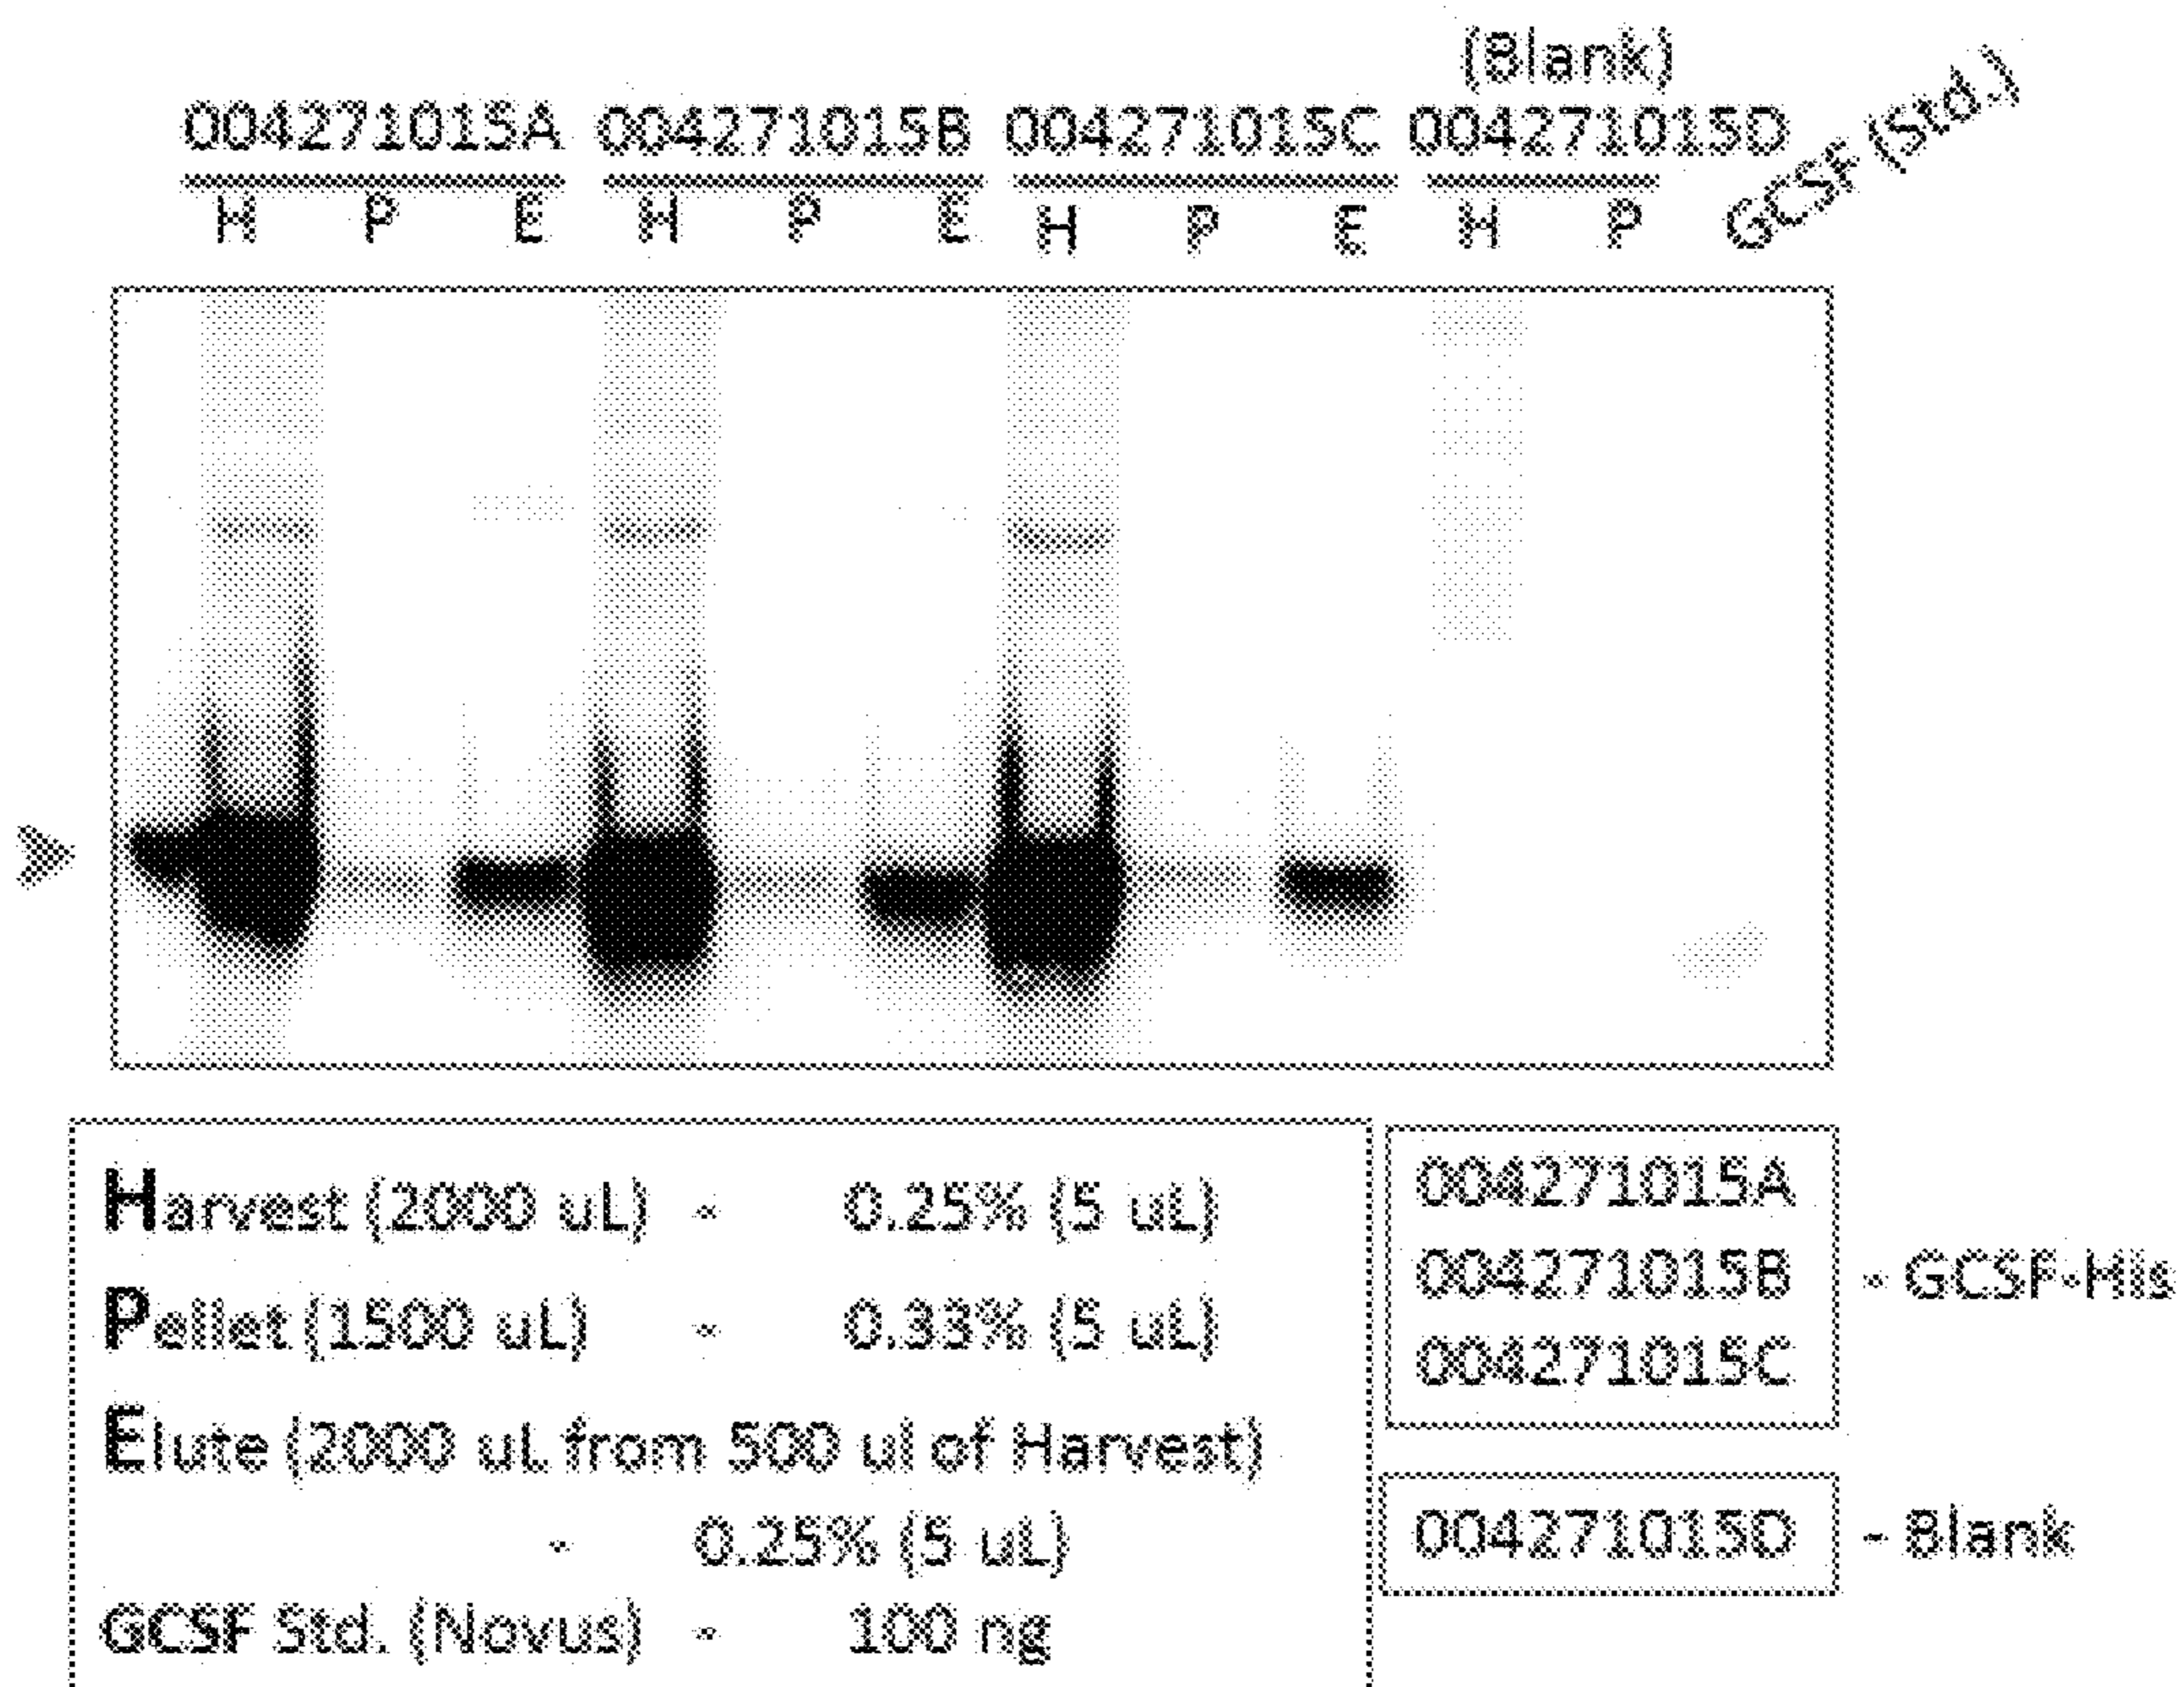 (Blank)
004271015A 004271015B 004271015C 004271015D GCSF (Std.)
H P E H P E H P E H P
Harvest (2000 uL) - 0.25% (5 uL)
Pellet (1500 uL) - 0.33% (5 uL)
Elute (2000 uL from 500 ul of Harvest)
- 0.25% (5 uL)
GCSF Std. (Novus) - 100 ng
004271015A
004271015B - GCSF-His
004271015C
004271015D - Blank